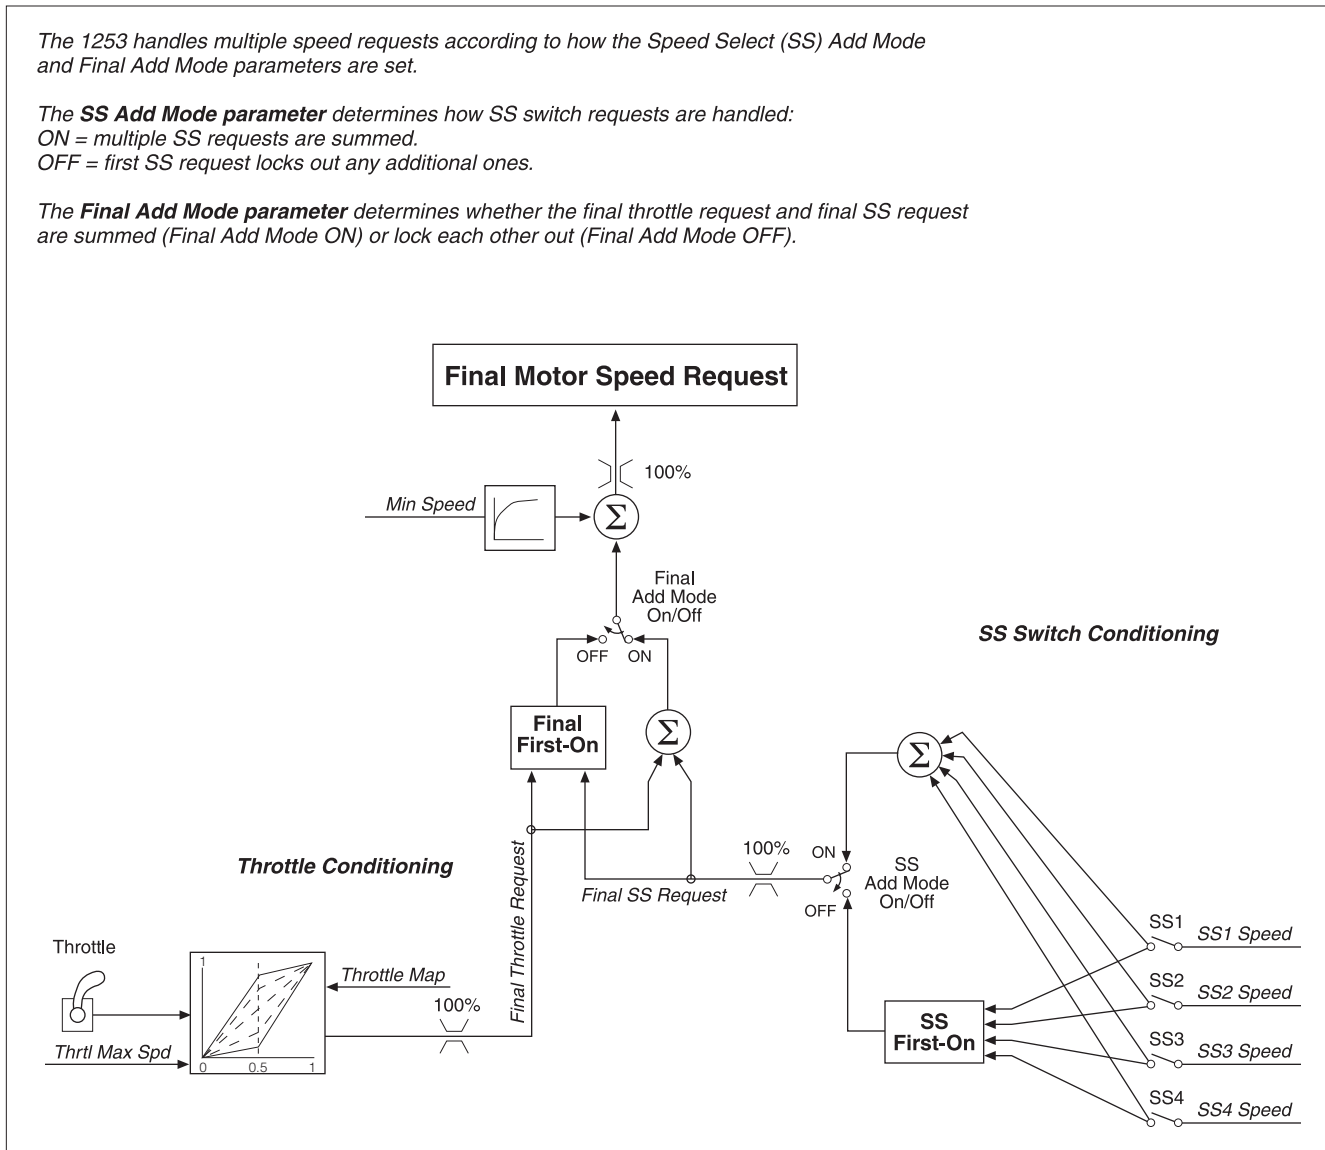 The 1253 handles multiple speed requests according to how the Speed Select (SS) Add Mode
and Final Add Mode parameters are set.
The SS Add Mode parameter determines how SS switch requests are handled:
ON = multiple SS requests are summed.
OFF = first SS request locks out any additional ones.
The Final Add Mode parameter determines whether the final throttle request and final SS request
are summed (Final Add Mode ON) or lock each other out (Final Add Mode OFF).
Final Motor Speed Request
100%
Min Speed
Σ
Final
Add Mode
On/Off
OFF ON
SS Switch Conditioning
Final
First-On
Σ
Σ
Throttle Conditioning
Final Throttle Request
Final SS Request
100%
ON
SS
Add Mode
On/Off
OFF
Throttle
1
Throttle Map
100%
Thrtl Max Spd
0 0.5 1
SS
First-On
SS1
SS1 Speed
SS2
SS2 Speed
SS3
SS3 Speed
SS4
SS4 Speed